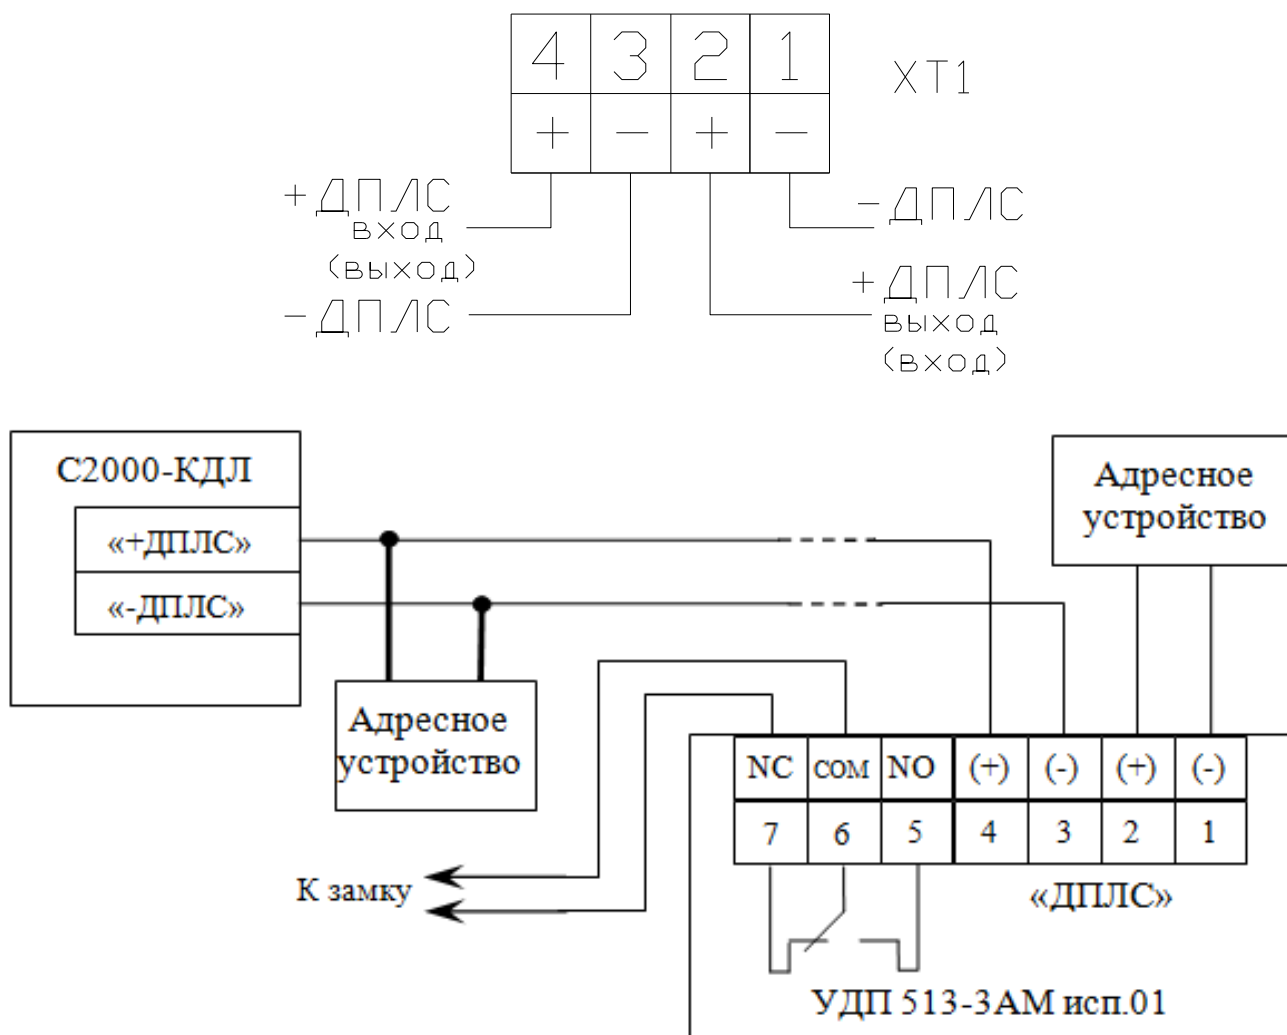 4 3 2 1
XT1
+ - + -
+ДПЛС
ВХОД
(ВЫХОД)
-ДПЛС
-ДПЛС
+ДПЛС
ВЫХОД
(ВХОД)
С2000-КДЛ
«+ДПЛС»
«-ДПЛС»
Адресное
устройство
Адресное
устройство
NC COM NO (+) (-) (+) (-)
7 6 5 4 3 2 1
К замку
«ДПЛС»
УДП 513-3АМ исп.01